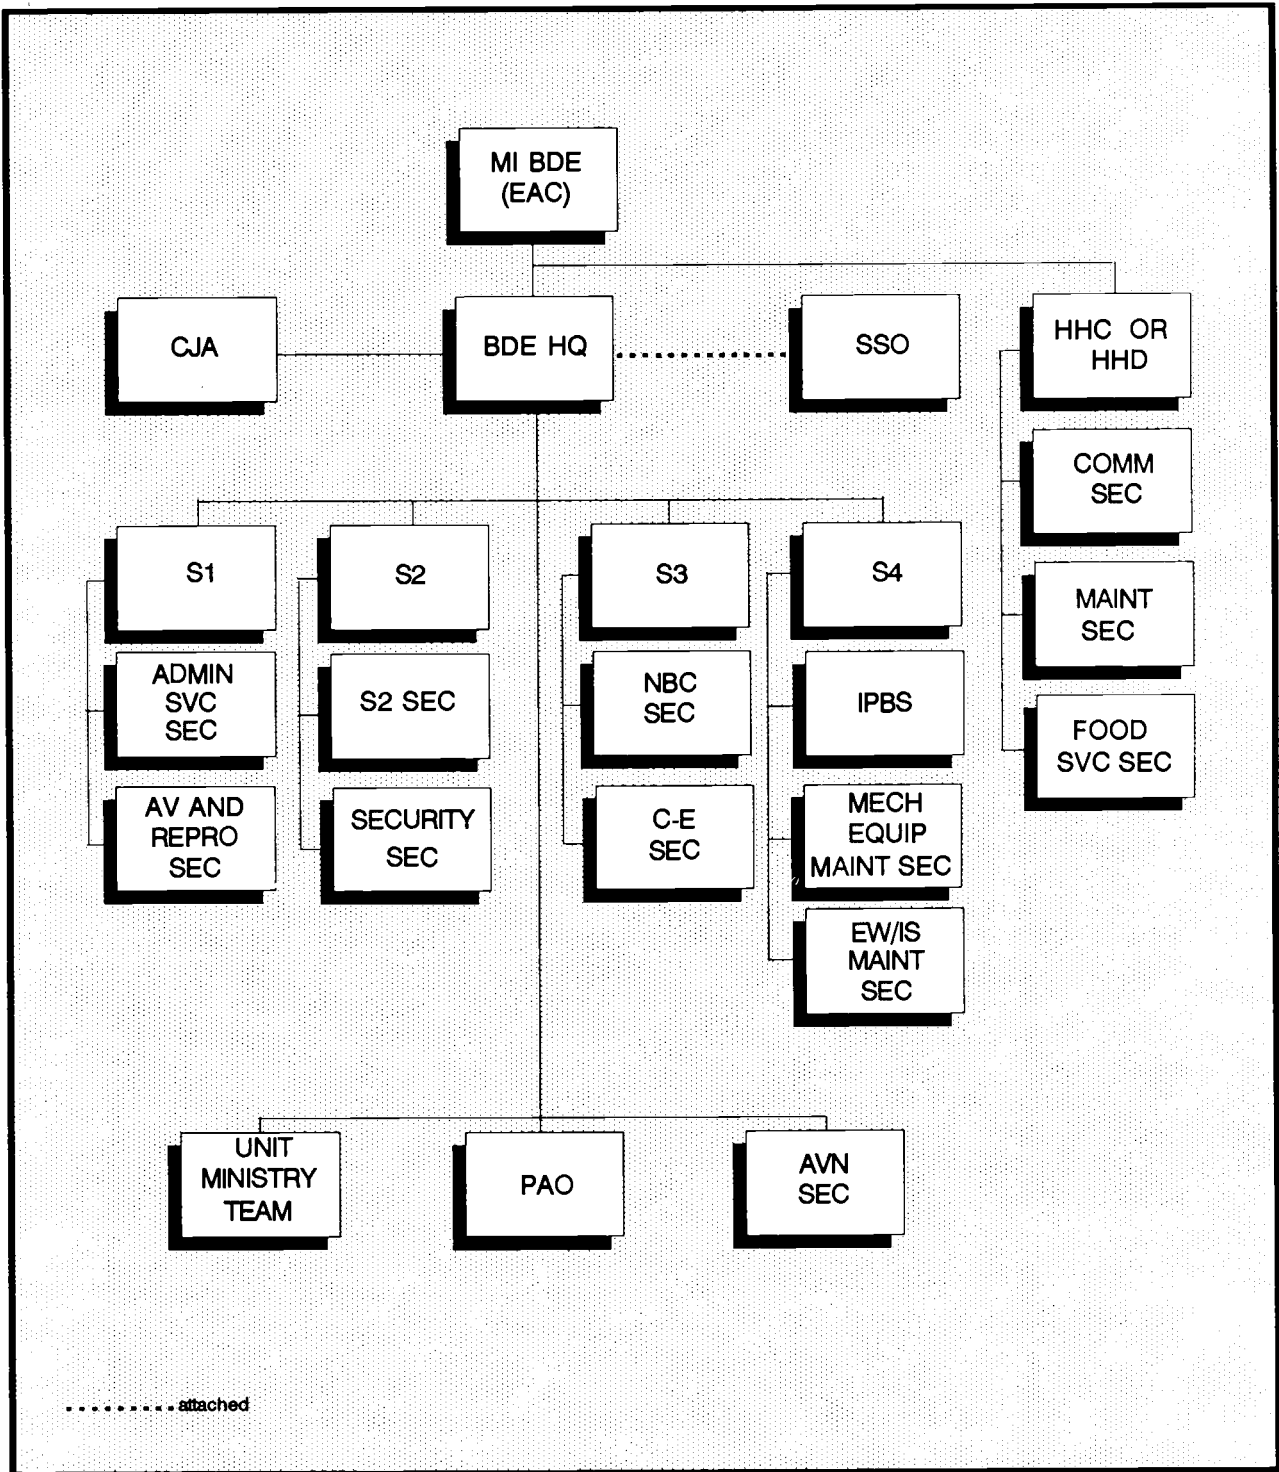 MI BDE
(EAC)
CJA
BDE HQ
SSO
HHC OR
HHD
COMM
SEC
MAINT
SEC
FOOD
SVC SEC
S1
S2
S3
S4
ADMIN
SVC
SEC
S2 SEC
NBC
SEC
IPBS
AV AND
REPRO
SEC
SECURITY
SEC
C-E
SEC
MECH
EQUIP
MAINT SEC
EW/IS
MAINT
SEC
UNIT
MINISTRY
TEAM
PAO
AVN
SEC
attached